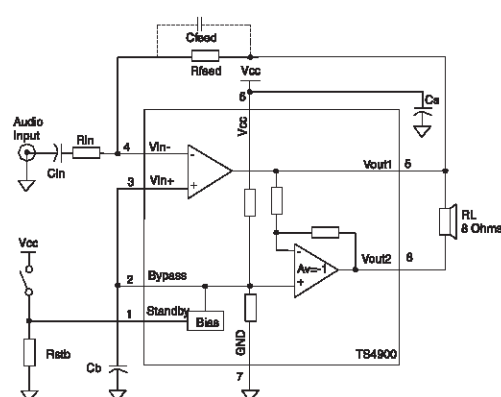 Cfeed
Rfeed
Vcc
6
Vcc
Cs
Audio
Input
Rin
Cin
4
Vin-
-
3
Vin+
+
Vout1
5
RL
8 Ohms
Vcc
-
Av=-1
+
Vout2
8
2
Bypass
1
Standby
Bias
GND
Rstb
Cb
7
TS4900